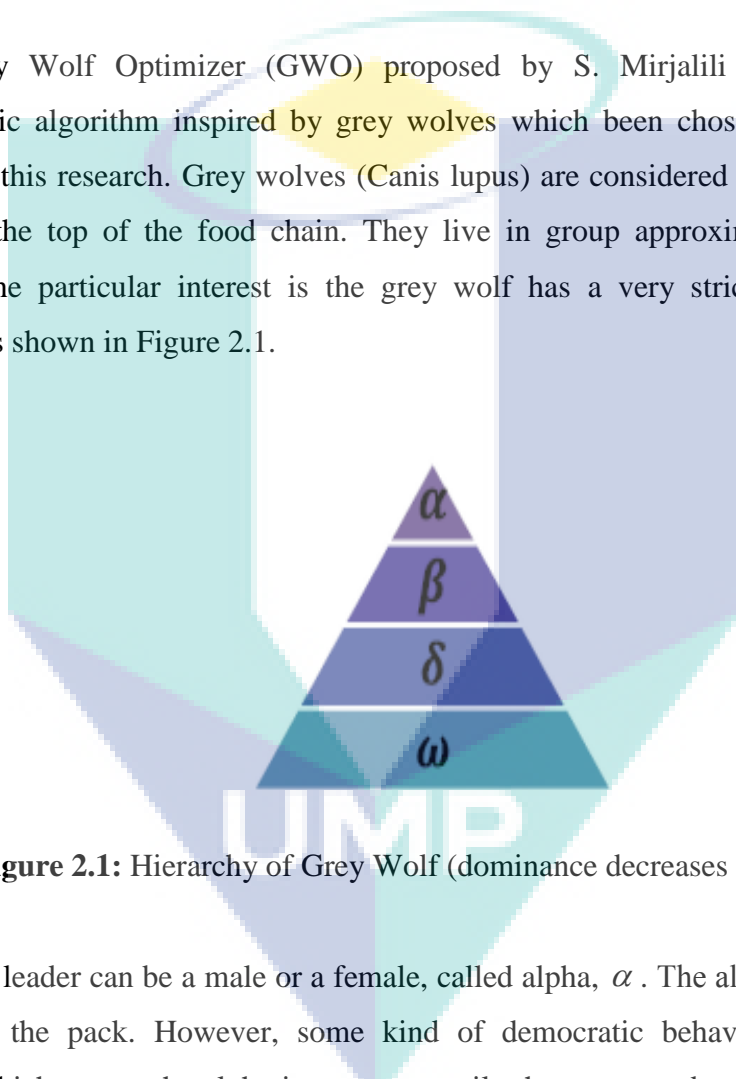 Wolf Optimizer (GWO) proposed by S. Mirjalili
ic algorithm inspired by grey wolves which been chos
this research. Grey wolves (Canis lupus) are considered
the top of the food chain. They live in group approxim
ne particular interest is the grey wolf has a very stric
s shown in Figure 2.1.
α
β
δ
ω
UMP
igure 2.1: Hierarchy of Grey Wolf (dominance decreases
leader can be a male or a female, called alpha, α . The al
the pack. However, some kind of democratic behav